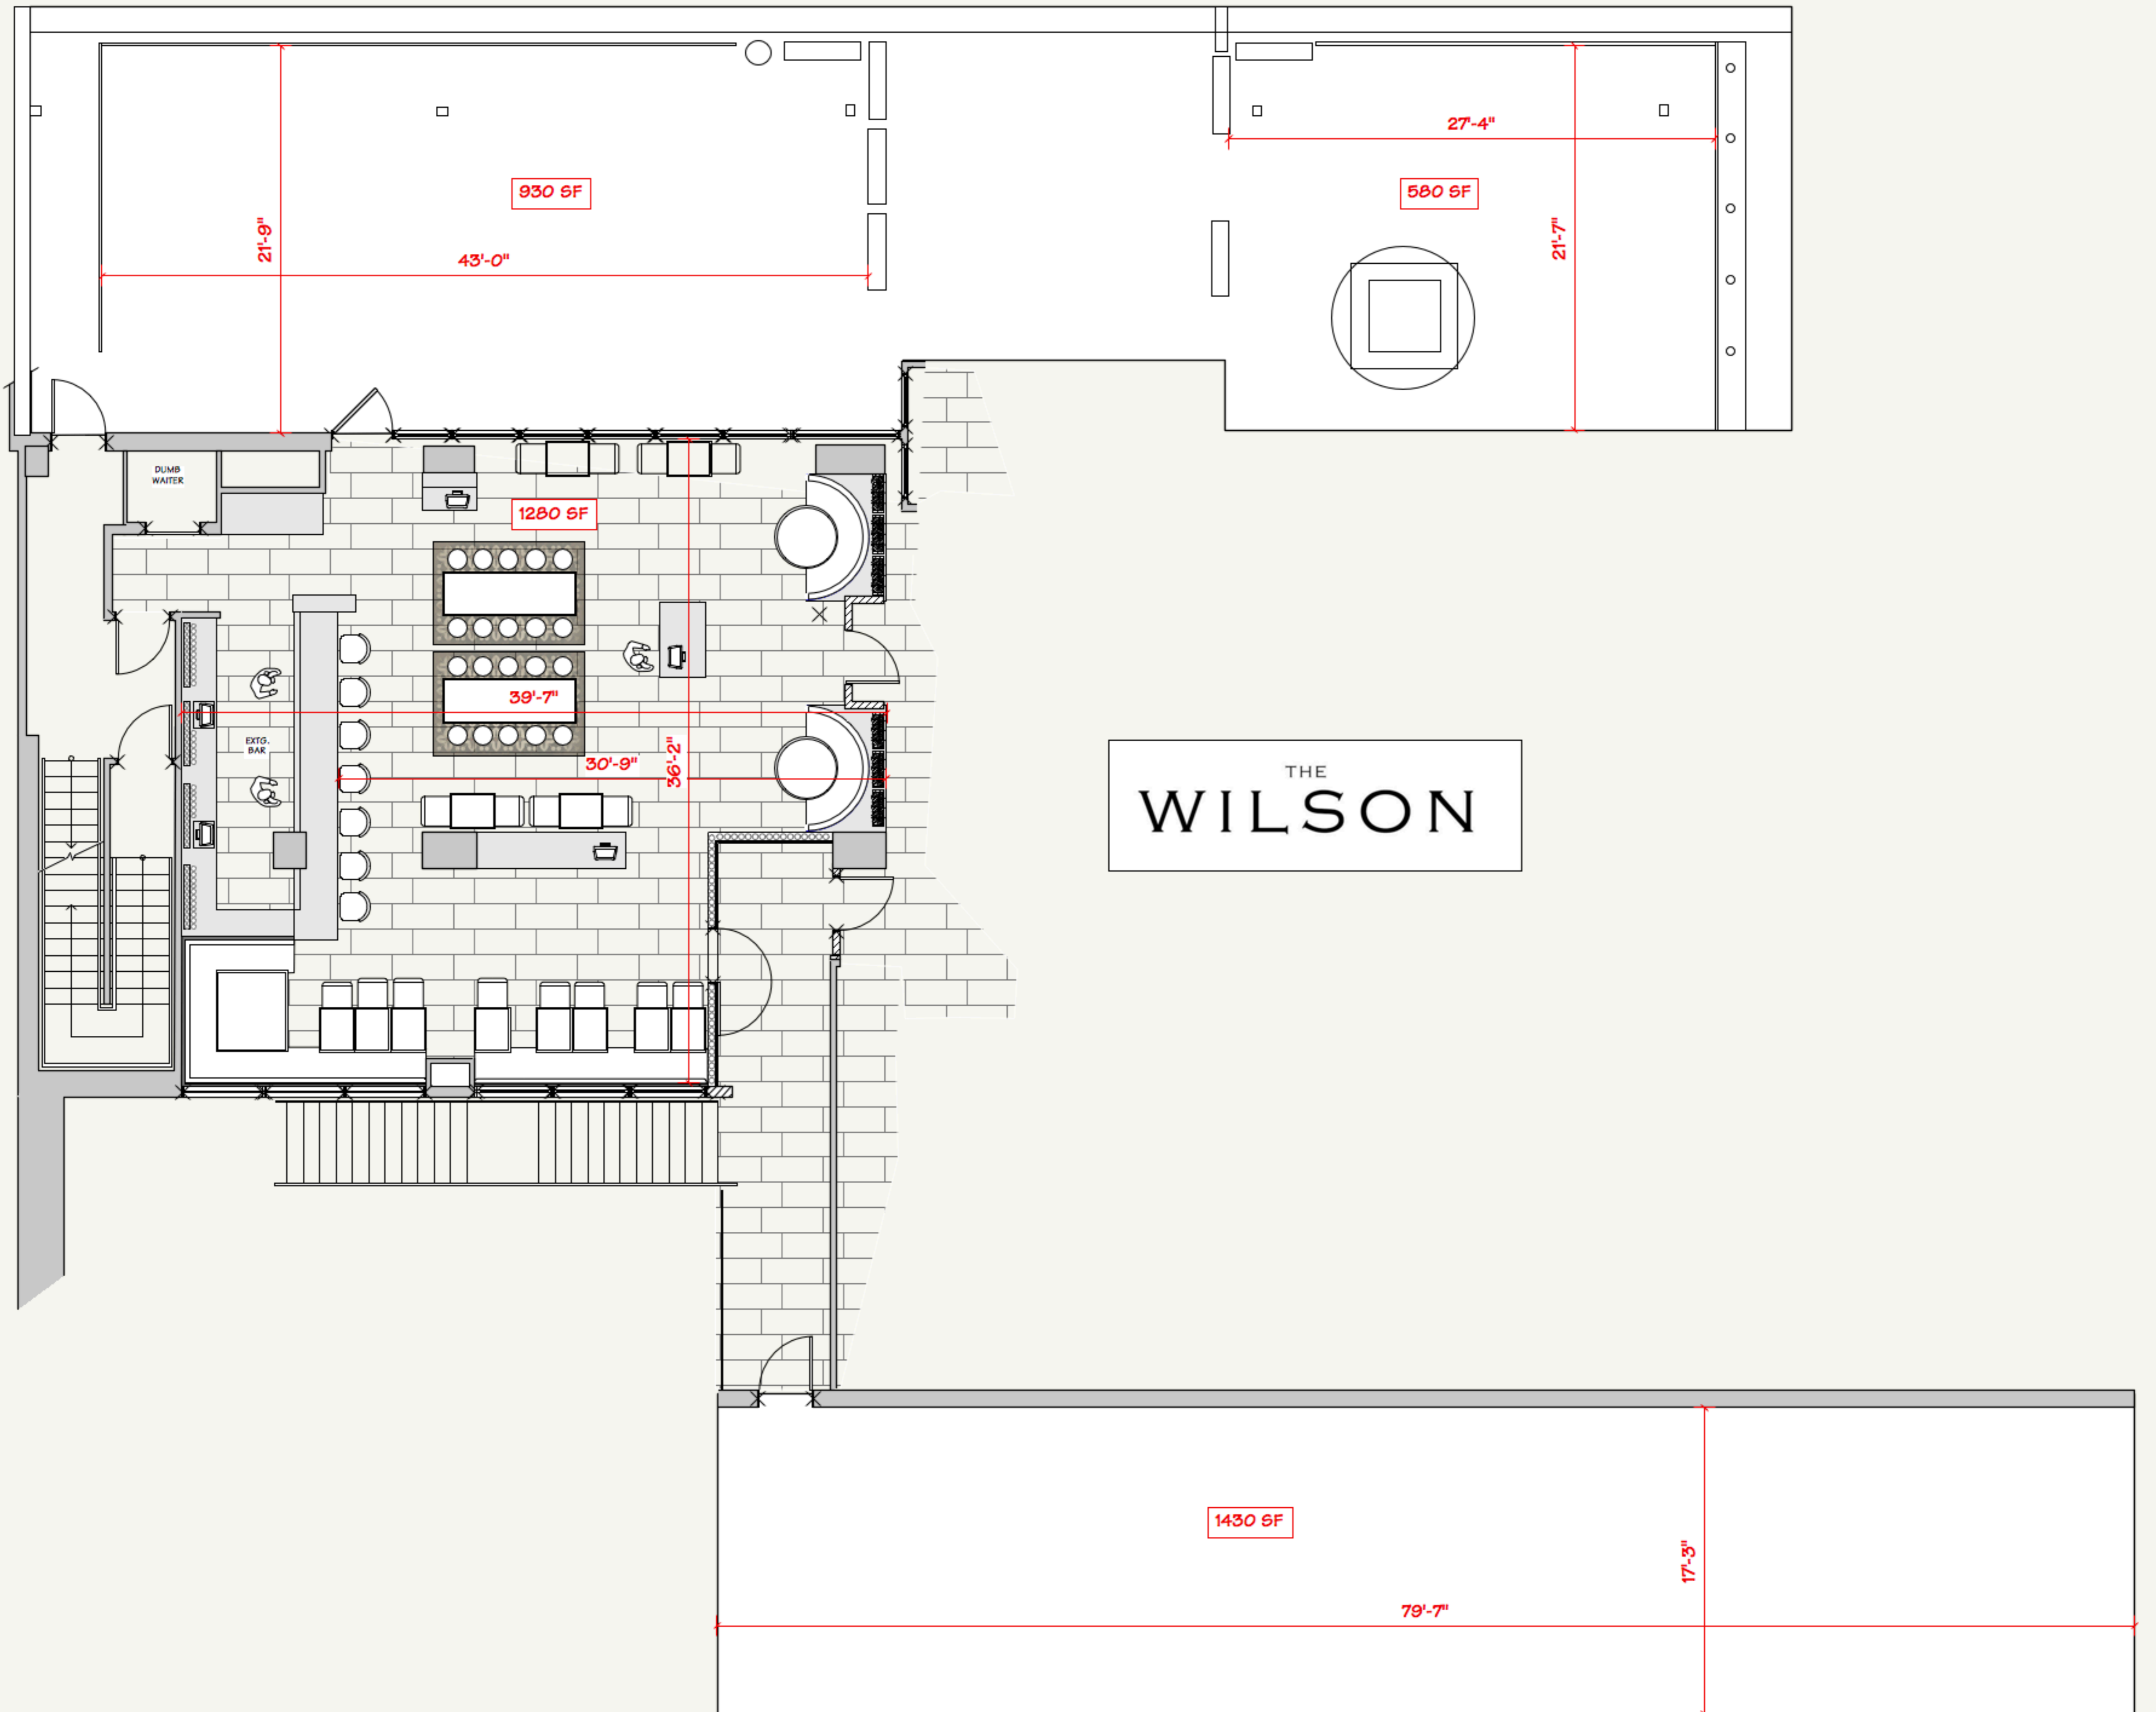 27'-4"
930 SF
580 SF
21'-9"
21'-7"
43'-0"
DUMB
WAITER
1280 SF
39'-7"
EXTG.
BAR
30'-9"
36'-2"
THE
WILSON
1430 SF
17'-3"
79'-7"